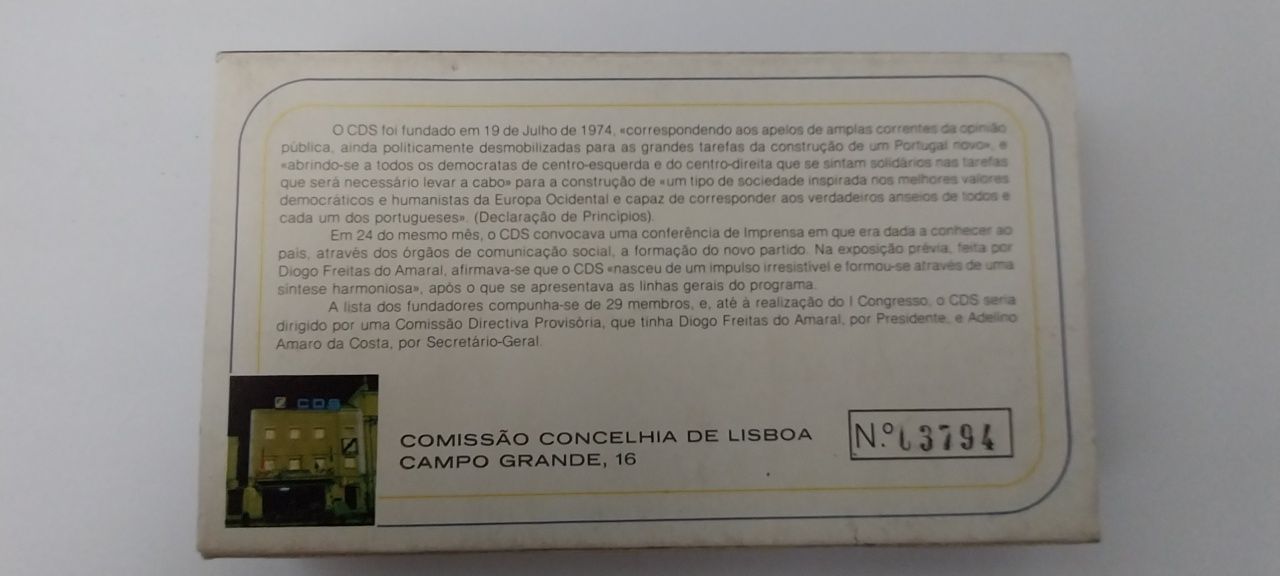 O CDS foi fundado em 19 de Julho de 1974, «correspondendo aos apelos de amplas correntes da opinião
pública, ainda politicamente desmobilizadas para as grandes tarefas da construção de um Portugal novo», e
«abrindo-se a todos os democratas de centro-esquerda e do centro-direita que se sintam solidários nas tarefas
que será necessário levar a cabo» para a construção de «um tipo de sociedade inspirada nos melhores valores
democráticos e humanistas da Europa Ocidental e capaz de corresponder aos verdadeiros anseios de todos e
cada um dos portugueses». (Declaração de Princípios).
Em 24 do mesmo mês, o CDS convocava uma conferência de Imprensa em que era dada a conhecer ao
país, através dos órgãos de comunicação social, a formação do novo partido. Na exposição prévia, feita por
Diogo Freitas do Amaral, afirmava-se que o CDS «nasceu de um impulso irresistível e formou-se através de uma
síntese harmoniosa», após o que se apresentava as linhas gerais do programa.
A lista dos fundadores compunha-se de 29 membros, e, até à realização do I Congresso, o CDS seria
dirigido por uma Comissão Directiva Provisória, que tinha Diogo Freitas do Amaral, por Presidente, e Adelino
Amaro da Costa, por Secretário-Geral.
CDS
COMISSÃO CONCELHIA DE LISBOA
CAMPO GRANDE, 16
N.º 03794